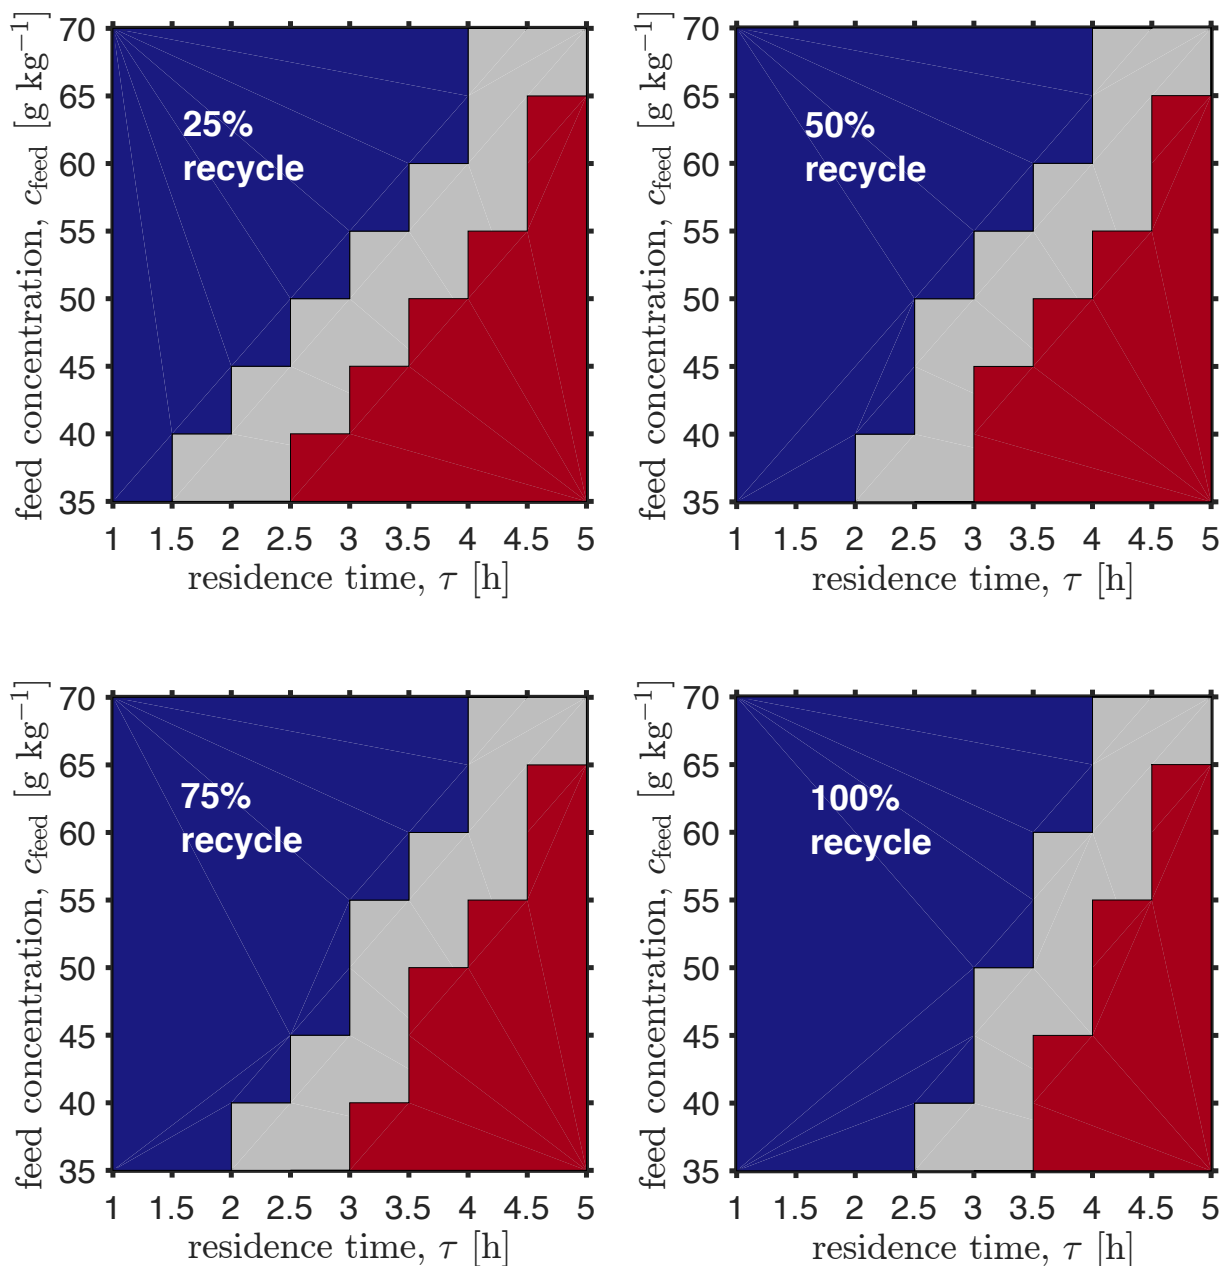 70
65
60
55
50
45
40
35
feed concentration, c_feed [g kg⁻¹]
25%
recycle
1 1.5 2 2.5 3 3.5 4 4.5 5
residence time, τ [h]
70
65
60
55
50
45
40
35
feed concentration, c_feed [g kg⁻¹]
50%
recycle
1 1.5 2 2.5 3 3.5 4 4.5 5
residence time, τ [h]
70
65
60
55
50
45
40
35
feed concentration, c_feed [g kg⁻¹]
75%
recycle
1 1.5 2 2.5 3 3.5 4 4.5 5
residence time, τ [h]
70
65
60
55
50
45
40
35
feed concentration, c_feed [g kg⁻¹]
100%
recycle
1 1.5 2 2.5 3 3.5 4 4.5 5
residence time, τ [h]